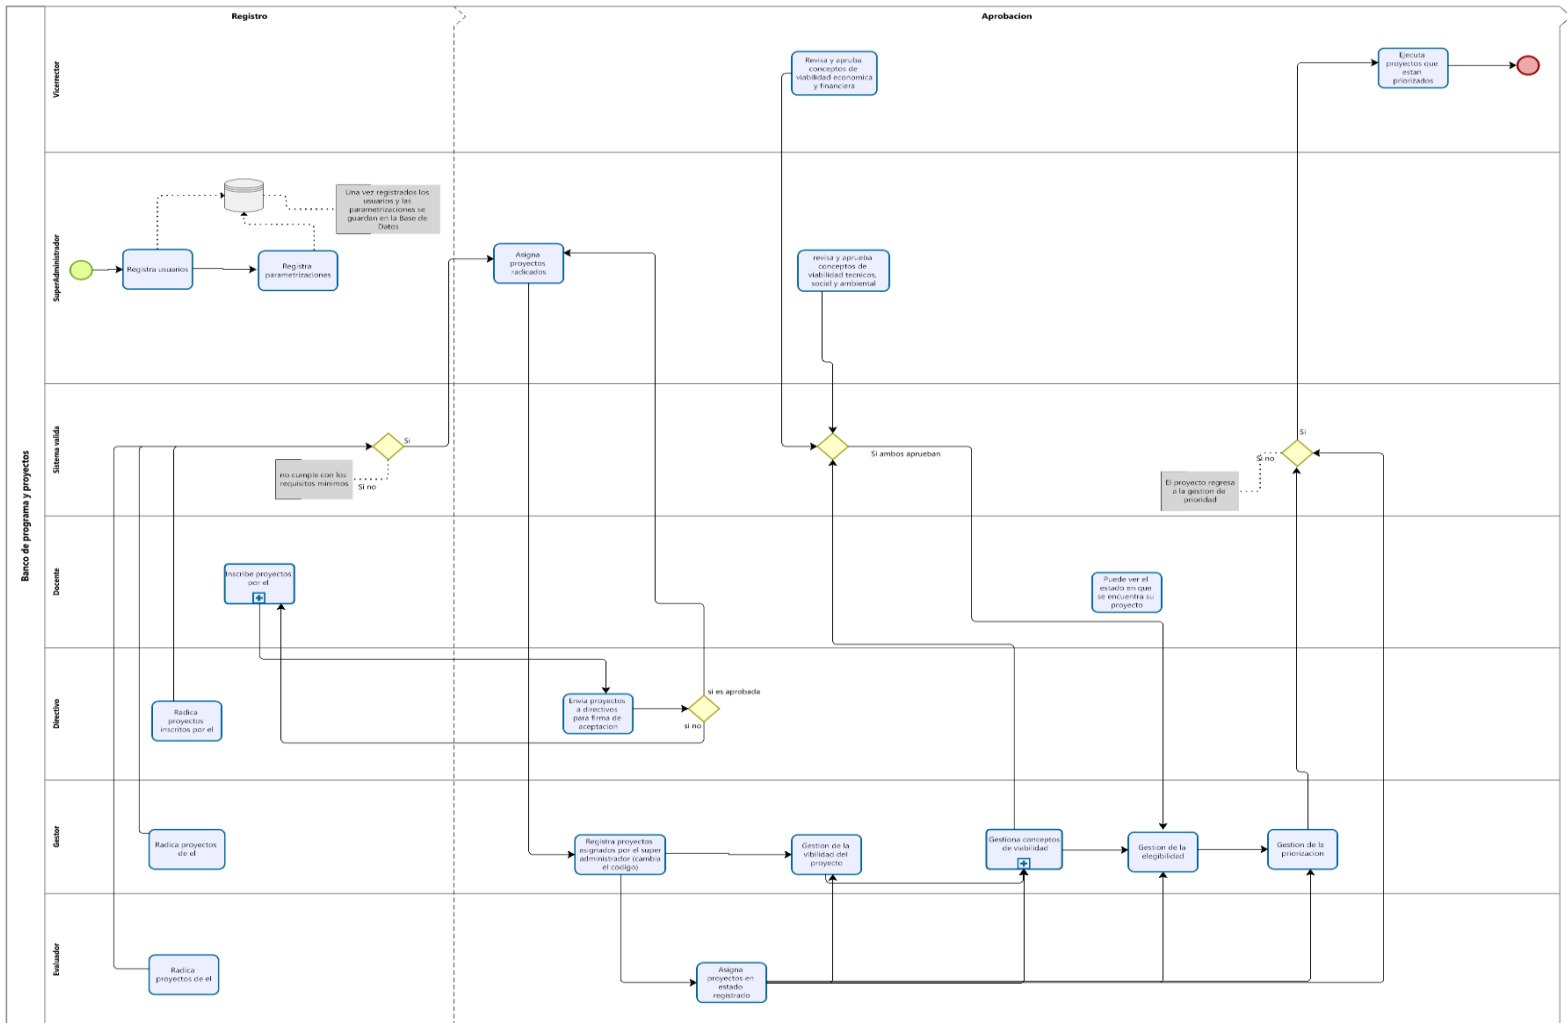 Registro
Aprobacion
Banco de programa y proyectos
Vicerrector
Revisa y apruba
conceptos de
viabilidad economica
y financiera
Ejecuta
proyectos que
estan
priorizados
SuperAdministrador
Una vez registrados los
usuarios y las
parametrizaciones se
guardan en la Base de
Datos
Registra usuarios
Registra
parametrizaciones
Asigna
proyectos
radicados
revisa y aprueba
conceptos de
viabilidad tecnicos,
social y ambiental
Sistema valida
Si
no cumple con los
requisitos minimos
Si no
Si ambos aprueban
Si
Si no
El proyecto regresa
a la gestion de
prioridad
Docente
Inscribe proyectos
por el
Puede ver el
estado en que
se encuentra su
proyecto
Directivo
Radica
proyectos
inscritos por el
Envia proyectos
a directivos
para firma de
aceptacion
si es aprobada
si no
Gestor
Radica proyectos
de el
Registra proyectos
asignados por el super
administrador (cambia
el codigo)
Gestion de la
vibilidad del
proyecto
Gestiona conceptos
de viabilidad
Gestion de la
elegebilidad
Gestion de la
priorizacion
Evaluador
Radica
proyectos de el
Asigna
proyectos en
estado
registrado